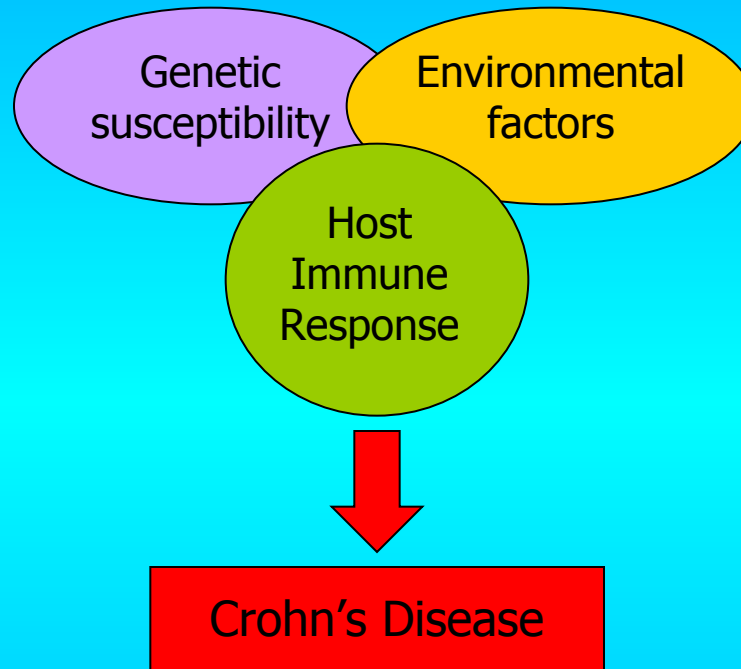 Genetic
susceptibility
Environmental
factors
Host
Immune
Response
Crohn’s Disease